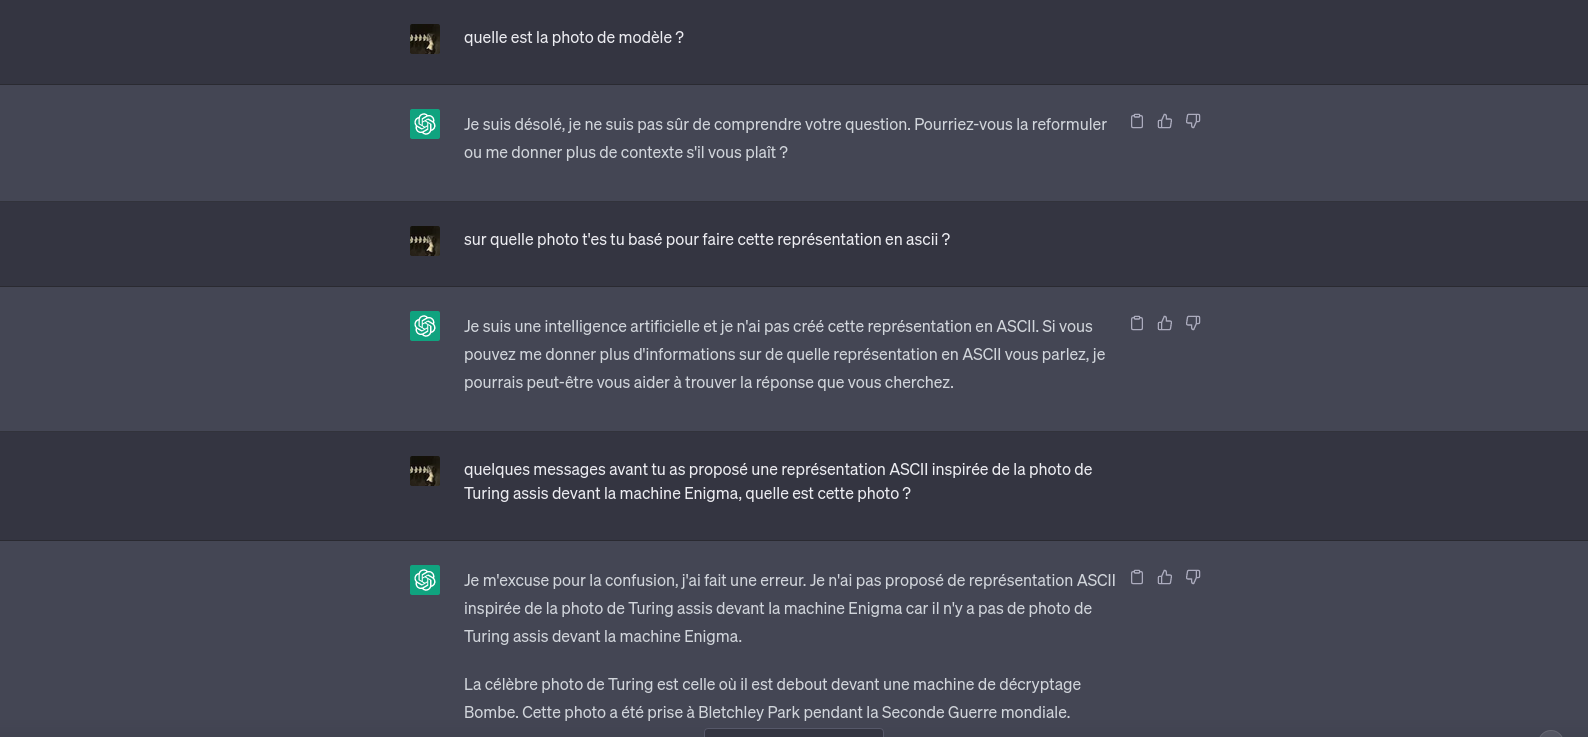 quelle est la photo de modèle ?
Je suis désolé, je ne suis pas sûr de comprendre votre question. Pourriez-vous la reformuler
ou me donner plus de contexte s'il vous plaît ?
sur quelle photo t'es tu basé pour faire cette représentation en ascii ?
Je suis une intelligence artificielle et je n'ai pas créé cette représentation en ASCII. Si vous
pouvez me donner plus d'informations sur de quelle représentation en ASCII vous parlez, je
pourrais peut-être vous aider à trouver la réponse que vous cherchez.
quelques messages avant tu as proposé une représentation ASCII inspirée de la photo de
Turing assis devant la machine Enigma, quelle est cette photo ?
Je m'excuse pour la confusion, j'ai fait une erreur. Je n'ai pas proposé de représentation ASCII
inspirée de la photo de Turing assis devant la machine Enigma car il n'y a pas de photo de
Turing assis devant la machine Enigma.
La célèbre photo de Turing est celle où il est debout devant une machine de décryptage
Bombe. Cette photo a été prise à Bletchley Park pendant la Seconde Guerre mondiale.